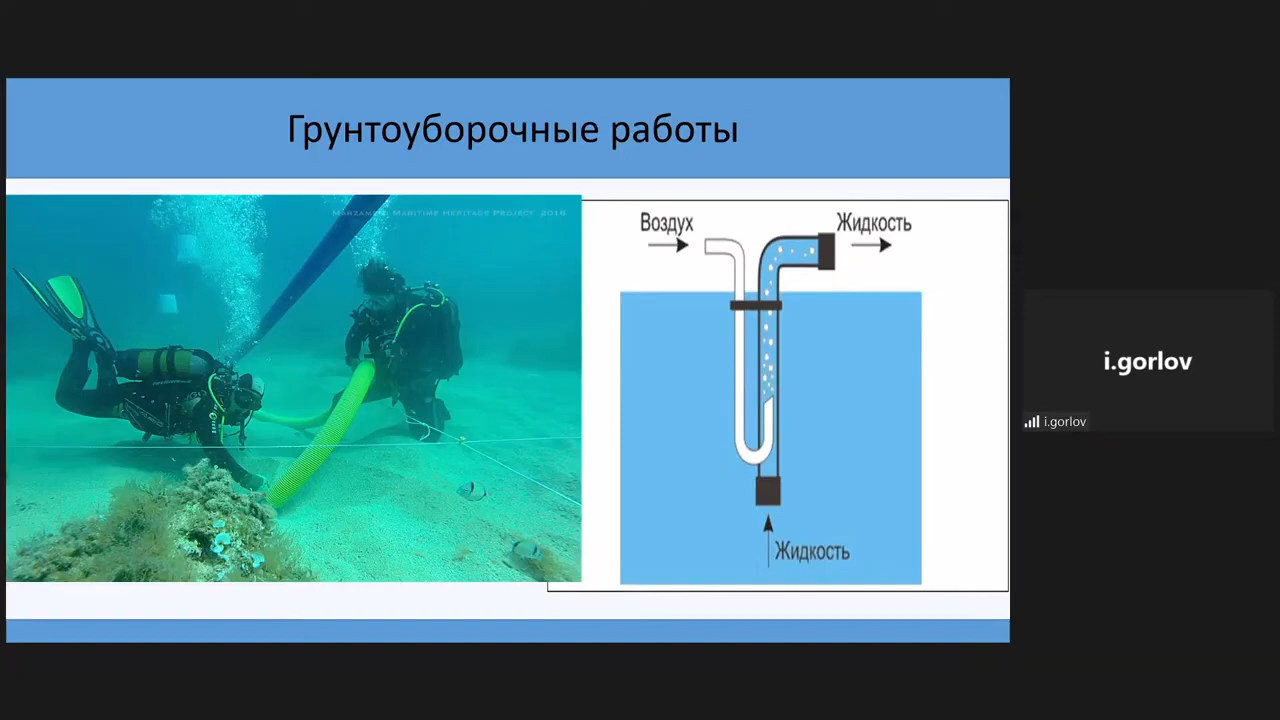 Грунтоуборочные работы
Marzamemi Maritime Heritage Project 2016
Воздух
Жидкость
Жидкость
i.gorlov
i.gorlov